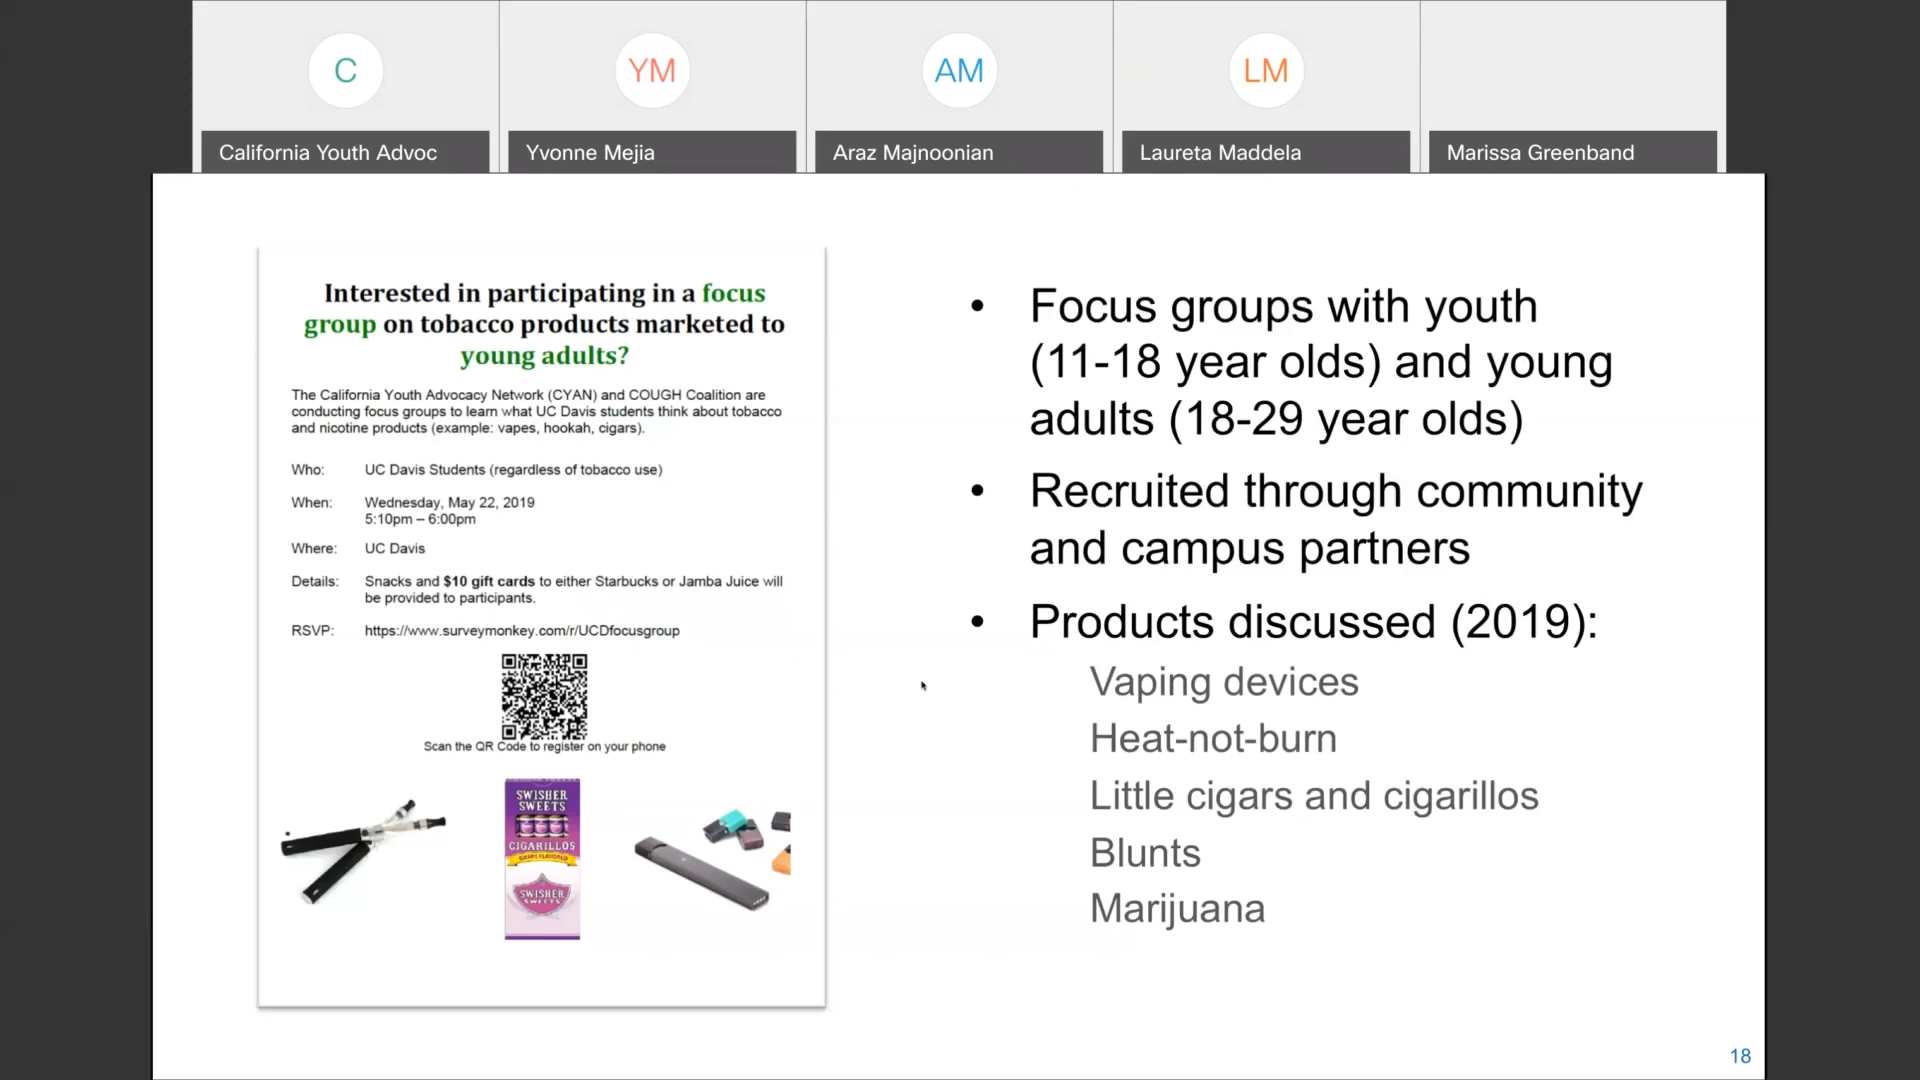 C
YM
AM
LM
California Youth Advoc
Yvonne Mejia
Araz Majnoonian
Laureta Maddela
Marissa Greenband
Interested in participating in a focus
group on tobacco products marketed to
young adults?
The California Youth Advocacy Network (CYAN) and COUGH Coalition are
conducting focus groups to learn what UC Davis students think about tobacco
and nicotine products (example: vapes, hookah, cigars).
Who: UC Davis Students (regardless of tobacco use)
When: Wednesday, May 22, 2019
5:10pm – 6:00pm
Where: UC Davis
Details: Snacks and $10 gift cards to either Starbucks or Jamba Juice will
be provided to participants.
RSVP: https://www.surveymonkey.com/r/UCDfocusgroup
Scan the QR Code to register on your phone
SWISHER
SWEETS
CIGARILLOS
GRAPE FLAVORED
SWISHER
SWEETS
• Focus groups with youth
(11-18 year olds) and young
adults (18-29 year olds)
• Recruited through community
and campus partners
• Products discussed (2019):
Vaping devices
Heat-not-burn
Little cigars and cigarillos
Blunts
Marijuana
18